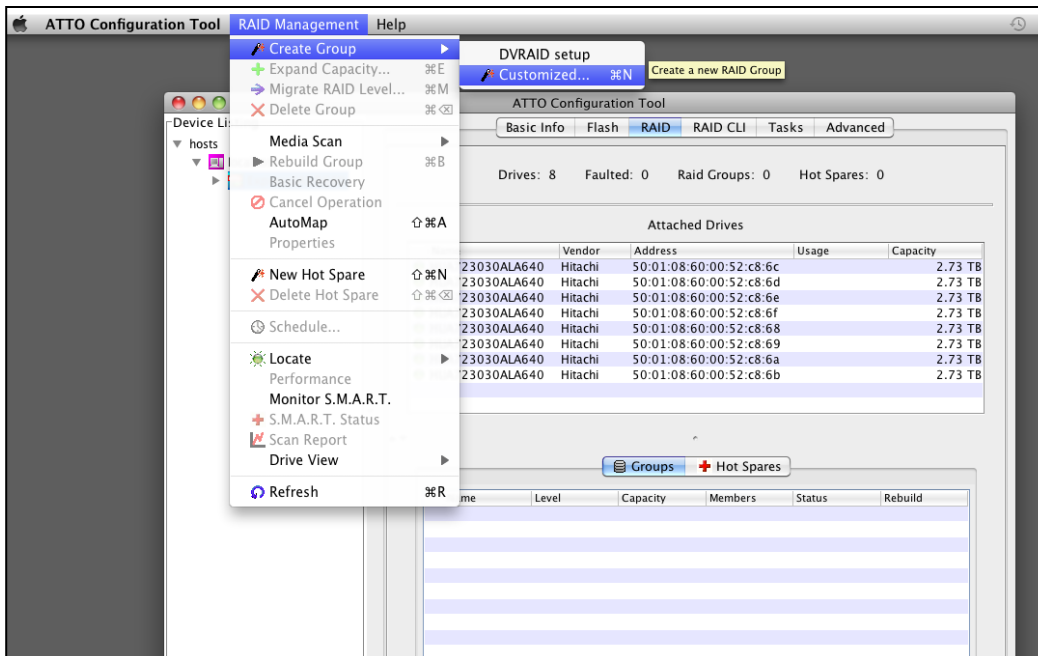 ATTO Configuration Tool RAID Management Help
Create Group
Expand Capacity... ⌘E
Migrate RAID Level... ⌘M
Delete Group ⌘⌫
Media Scan
Rebuild Group ⌘B
Basic Recovery
Cancel Operation
AutoMap ⇧⌘A
Properties
New Hot Spare ⇧⌘N
Delete Hot Spare ⇧⌘⌫
Schedule...
Locate
Performance
Monitor S.M.A.R.T.
S.M.A.R.T. Status
Scan Report
Drive View
Refresh ⌘R
DVRAID setup
Customized... ⌘N
Create a new RAID Group
ATTO Configuration Tool
Device
hosts
Basic Info Flash RAID RAID CLI Tasks Advanced
Drives: 8 Faulted: 0 Raid Groups: 0 Hot Spares: 0
Attached Drives
Vendor Address Usage Capacity
23030ALA640 Hitachi 50:01:08:60:00:52:c8:6c 2.73 TB
23030ALA640 Hitachi 50:01:08:60:00:52:c8:6d 2.73 TB
23030ALA640 Hitachi 50:01:08:60:00:52:c8:6e 2.73 TB
23030ALA640 Hitachi 50:01:08:60:00:52:c8:6f 2.73 TB
23030ALA640 Hitachi 50:01:08:60:00:52:c8:68 2.73 TB
23030ALA640 Hitachi 50:01:08:60:00:52:c8:69 2.73 TB
23030ALA640 Hitachi 50:01:08:60:00:52:c8:6a 2.73 TB
23030ALA640 Hitachi 50:01:08:60:00:52:c8:6b 2.73 TB
Groups Hot Spares
me Level Capacity Members Status Rebuild